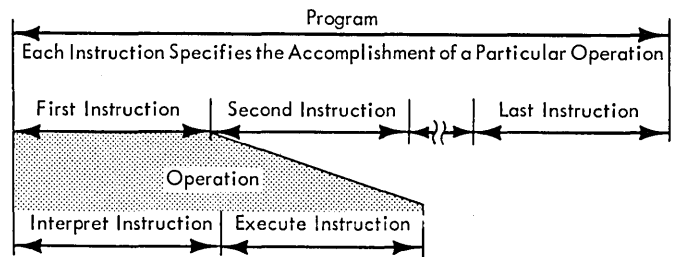 Program
Each Instruction Specifies the Accomplishment of a Particular Operation
First Instruction Second Instruction Last Instruction
Operation
Interpret Instruction Execute Instruction